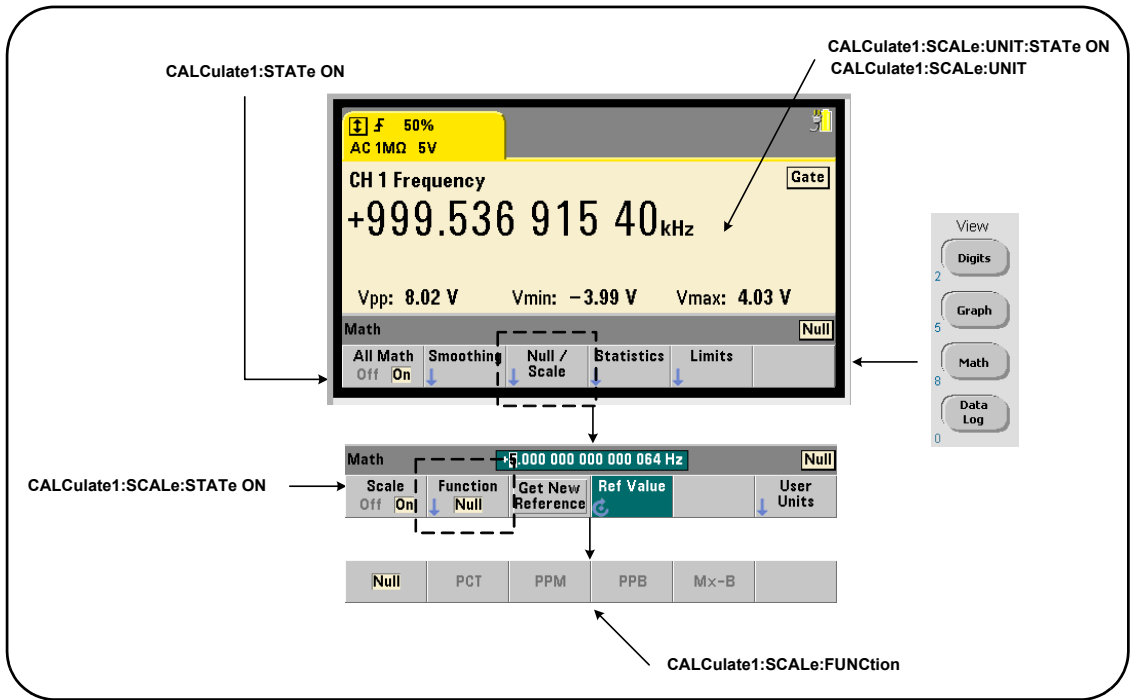 CALCulate1:STATe ON
CALCulate1:SCALe:UNIT:STATe ON
CALCulate1:SCALe:UNIT
50%
AC 1MΩ 5V
CH 1 Frequency
Gate
+999.536 915 40 kHz
Vpp: 8.02 V Vmin: −3.99 V Vmax: 4.03 V
Math
Null
All Math Smoothing Null / Statistics Limits
Off On Scale
View
Digits
2
Graph
5
Math
8
Data
Log
0
Math
+5.000 000 000 000 064 Hz
Null
CALCulate1:SCALe:STATe ON
Scale Function Get New Ref Value User
Off On Null Reference Units
Null PCT PPM PPB Mx-B
CALCulate1:SCALe:FUNCtion